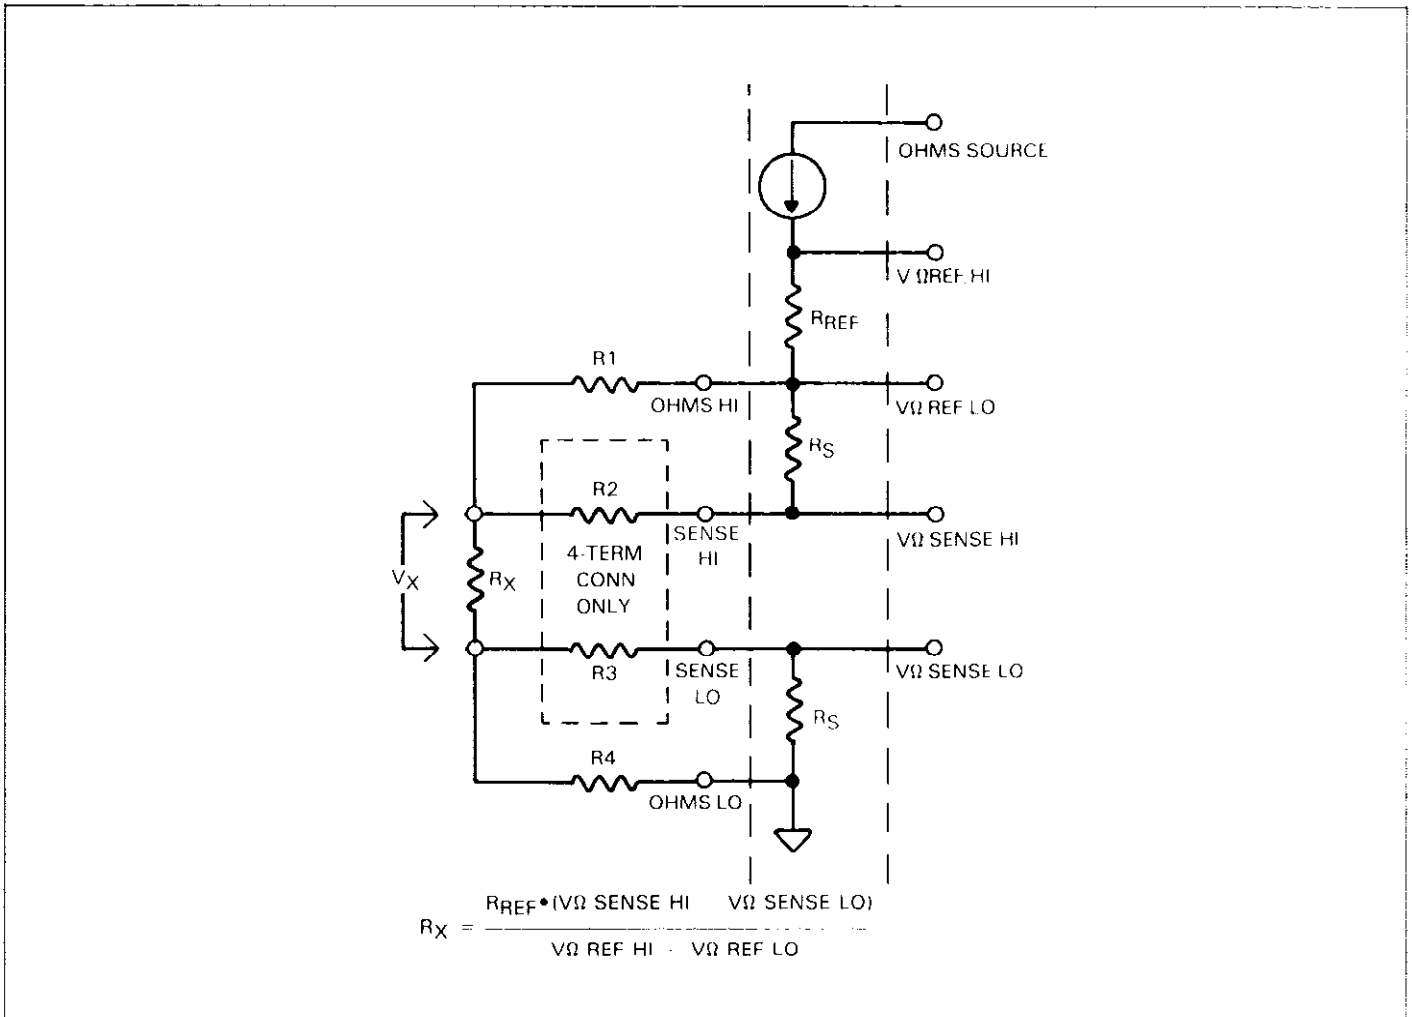 OHMS SOURCE
V ΩREF HI
RREF
R1
OHMS HI
VΩ REF LO
RS
R2
SENSE
HI
VΩ SENSE HI
4-TERM
CONN
ONLY
VX
RX
R3
SENSE
LO
VΩ SENSE LO
RS
R4
OHMS LO
RREF•(VΩ SENSE HI VΩ SENSE LO)
RX =
VΩ REF HI - VΩ REF LO